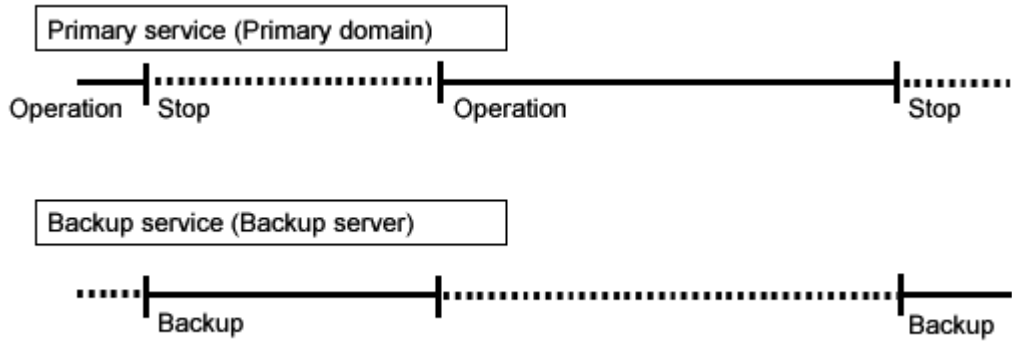 Primary service (Primary domain)
Operation Stop Operation Stop
Backup service (Backup server)
Backup Backup